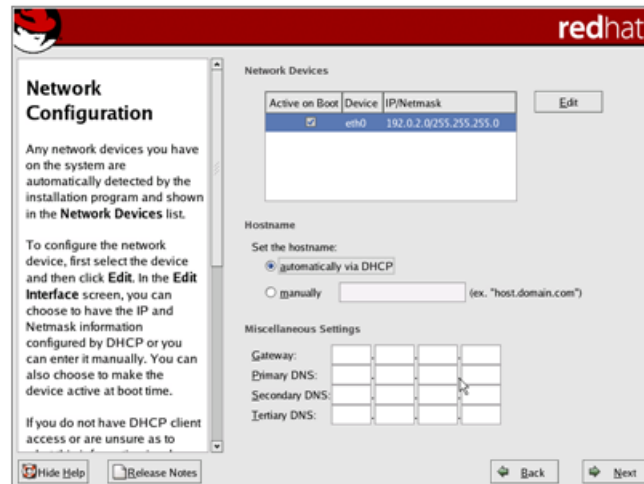 redhat
Network
Configuration
Any network devices you have
on the system are
automatically detected by the
installation program and shown
in the Network Devices list.
To configure the network
device, first select the device
and then click Edit. In the Edit
Interface screen, you can
choose to have the IP and
Netmask information
configured by DHCP or you
can enter it manually. You can
also choose to make the
device active at boot time.
If you do not have DHCP client
access or are unsure as to
Network Devices
Active on Boot Device IP/Netmask
eth0 192.0.2.0/255.255.255.0
Edit
Hostname
Set the hostname:
automatically via DHCP
manually (ex. "host.domain.com")
Miscellaneous Settings
Gateway:
Primary DNS:
Secondary DNS:
Tertiary DNS:
Hide Help Release Notes Back Next